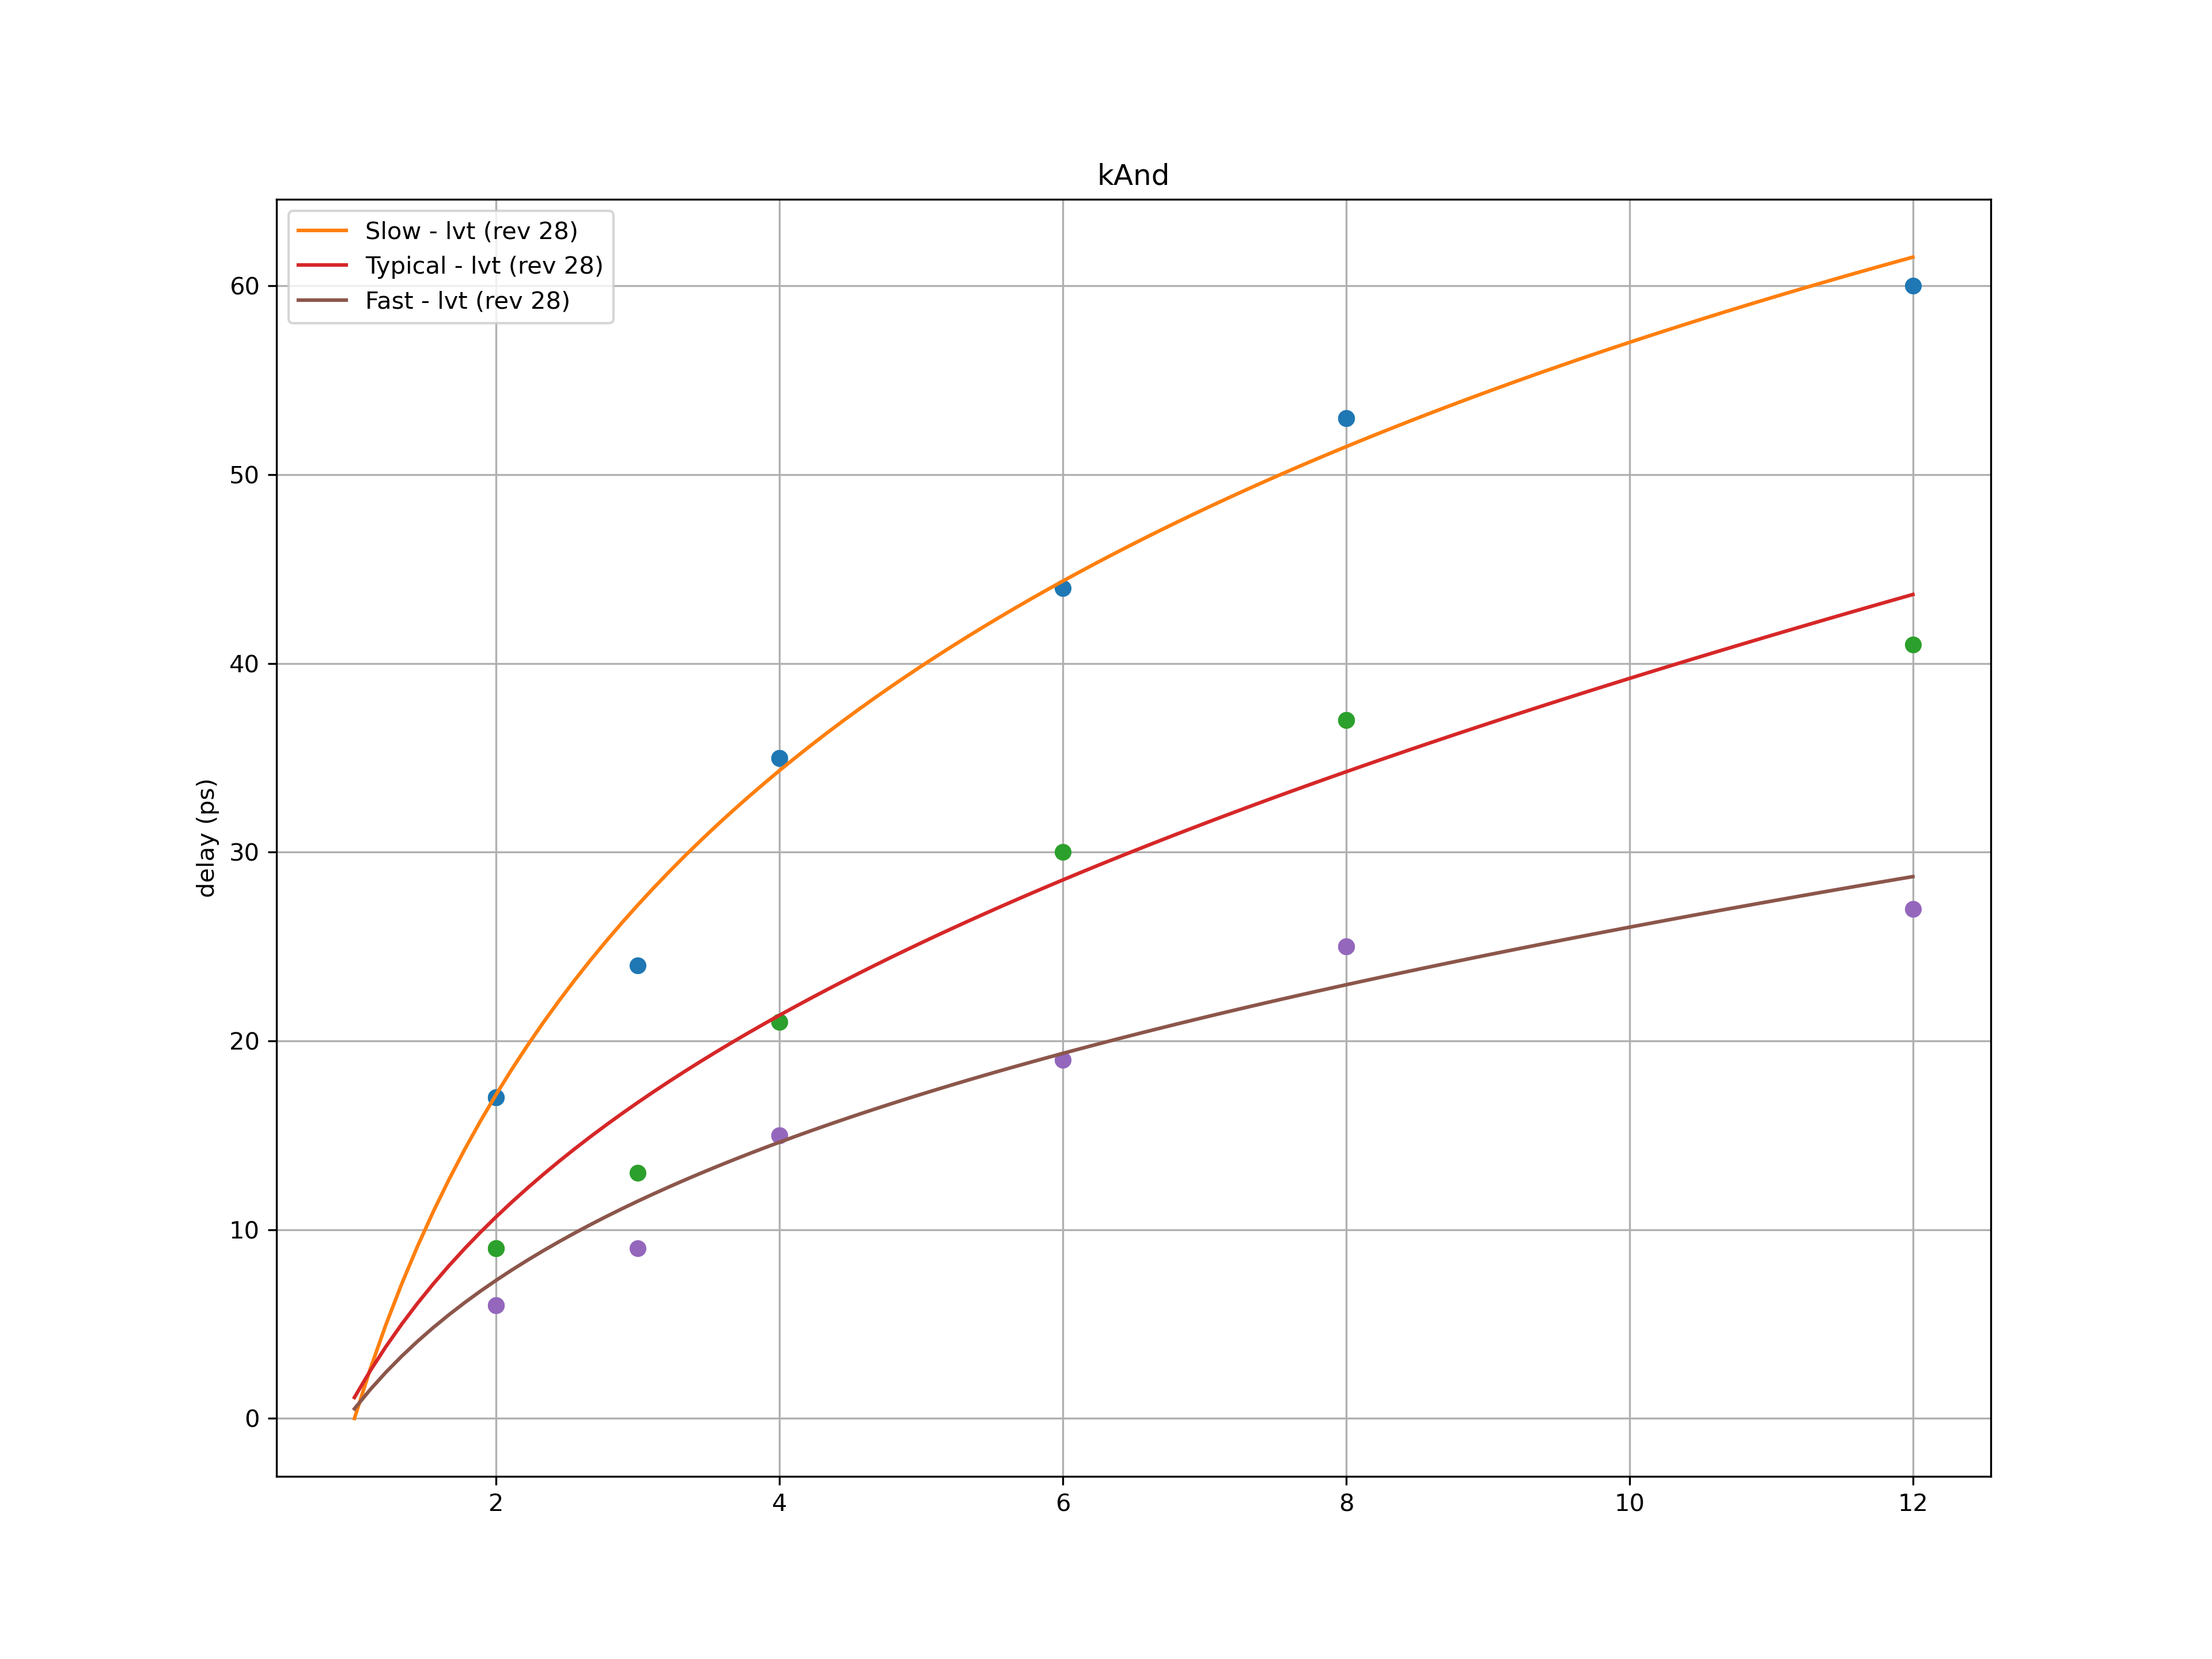 kAnd
Slow - lvt (rev 28)
Typical - lvt (rev 28)
Fast - lvt (rev 28)
60
50
40
30
20
10
0
delay (ps)
2 4 6 8 10 12